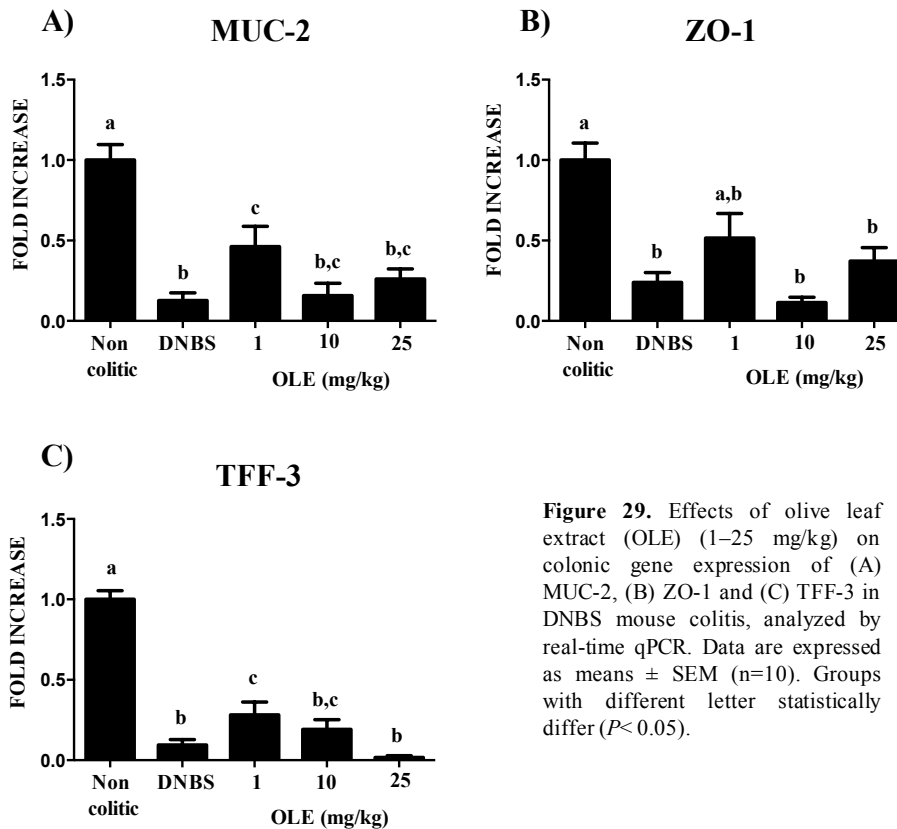 A)
MUC-2
FOLD INCREASE
1.5
1.0
0.5
0.0
a
b
c
b,c
b,c
Non colitic
DNBS
1
10
25
OLE (mg/kg)
B)
ZO-1
FOLD INCREASE
1.5
1.0
0.5
0.0
a
b
a,b
b
b
Non colitic
DNBS
1
10
25
OLE (mg/kg)
C)
TFF-3
FOLD INCREASE
1.5
1.0
0.5
0.0
a
b
c
b,c
b
Non colitic
DNBS
1
10
25
OLE (mg/kg)
Figure 29. Effects of olive leaf
extract (OLE) (1–25 mg/kg) on
colonic gene expression of (A)
MUC-2, (B) ZO-1 and (C) TFF-3 in
DNBS mouse colitis, analyzed by
real-time qPCR. Data are expressed
as means ± SEM (n=10). Groups
with different letter statistically
differ (P< 0.05).